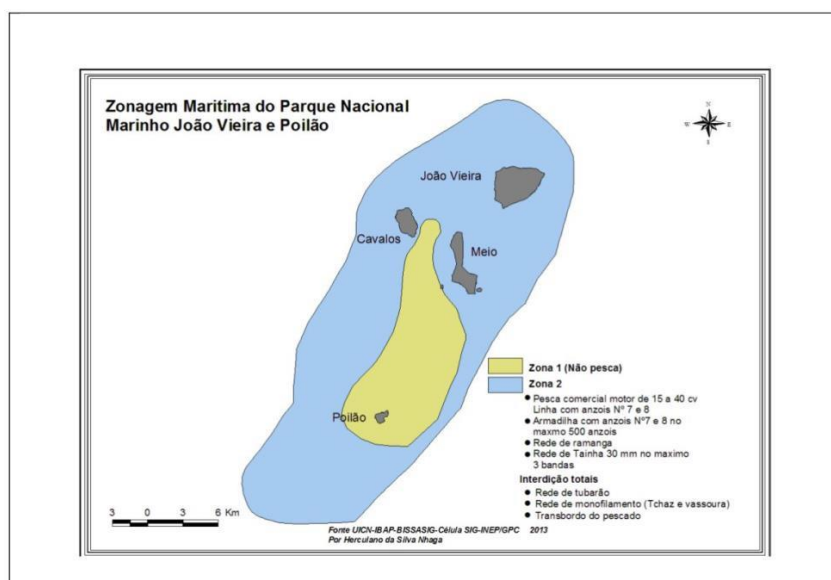 Zonagem Maritima do Parque Nacional
Marinho João Vieira e Poilão
N
W
E
S
João Vieira
Cavalos
Meio
Poilão
Zona 1 (Não pesca)
Zona 2
Pesca comercial motor de 15 a 40 cv
Linha com anzois Nº 7 e 8
Armadilha com anzois Nº7 e 8 no
maxmo 500 anzois
Rede de ramanga
Rede de Tainha 30 mm no maximo
3 bandas
Interdição totais
Rede de tubarão
Rede de monofilamento (Tchaz e vassoura)
Transbordo do pescado
3 0 3 6 Km
Fonte UICN-IBAP-BISSASIG-Célula SIG-INEP/GPC 2013
Por Herculano da Silva Nhaga